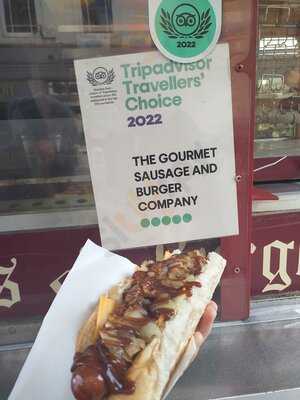 2022
Tripadvisor
Travellers'
Choice
2022
THE GOURMET
SAUSAGE AND
BURGER
COMPANY